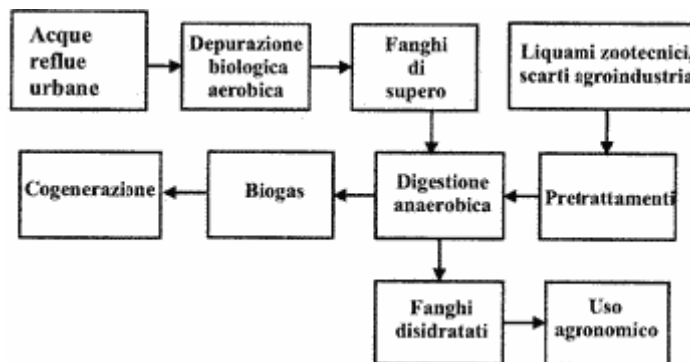 Acque
reflue
urbane
Depurazione
biologica
aerobica
Fanghi
di
supero
Liquami zootecnici,
scarti agroindustria
Cogenerazione
Biogas
Digestione
anaerobica
Pretrattamenti
Fanghi
disidratati
Uso
agronomico